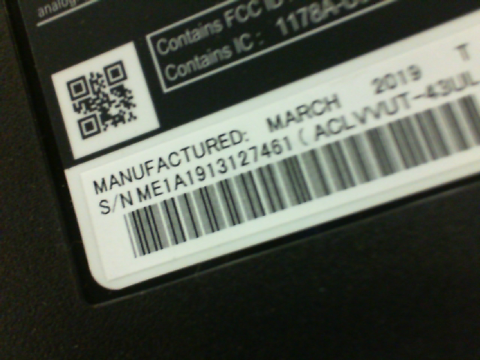 analog
Contains FCC ID
Contains IC : 1178A-
MANUFACTURED: MARCH 2019 T
S/N ME1A1913127461 ( ACLVVUT-43UL